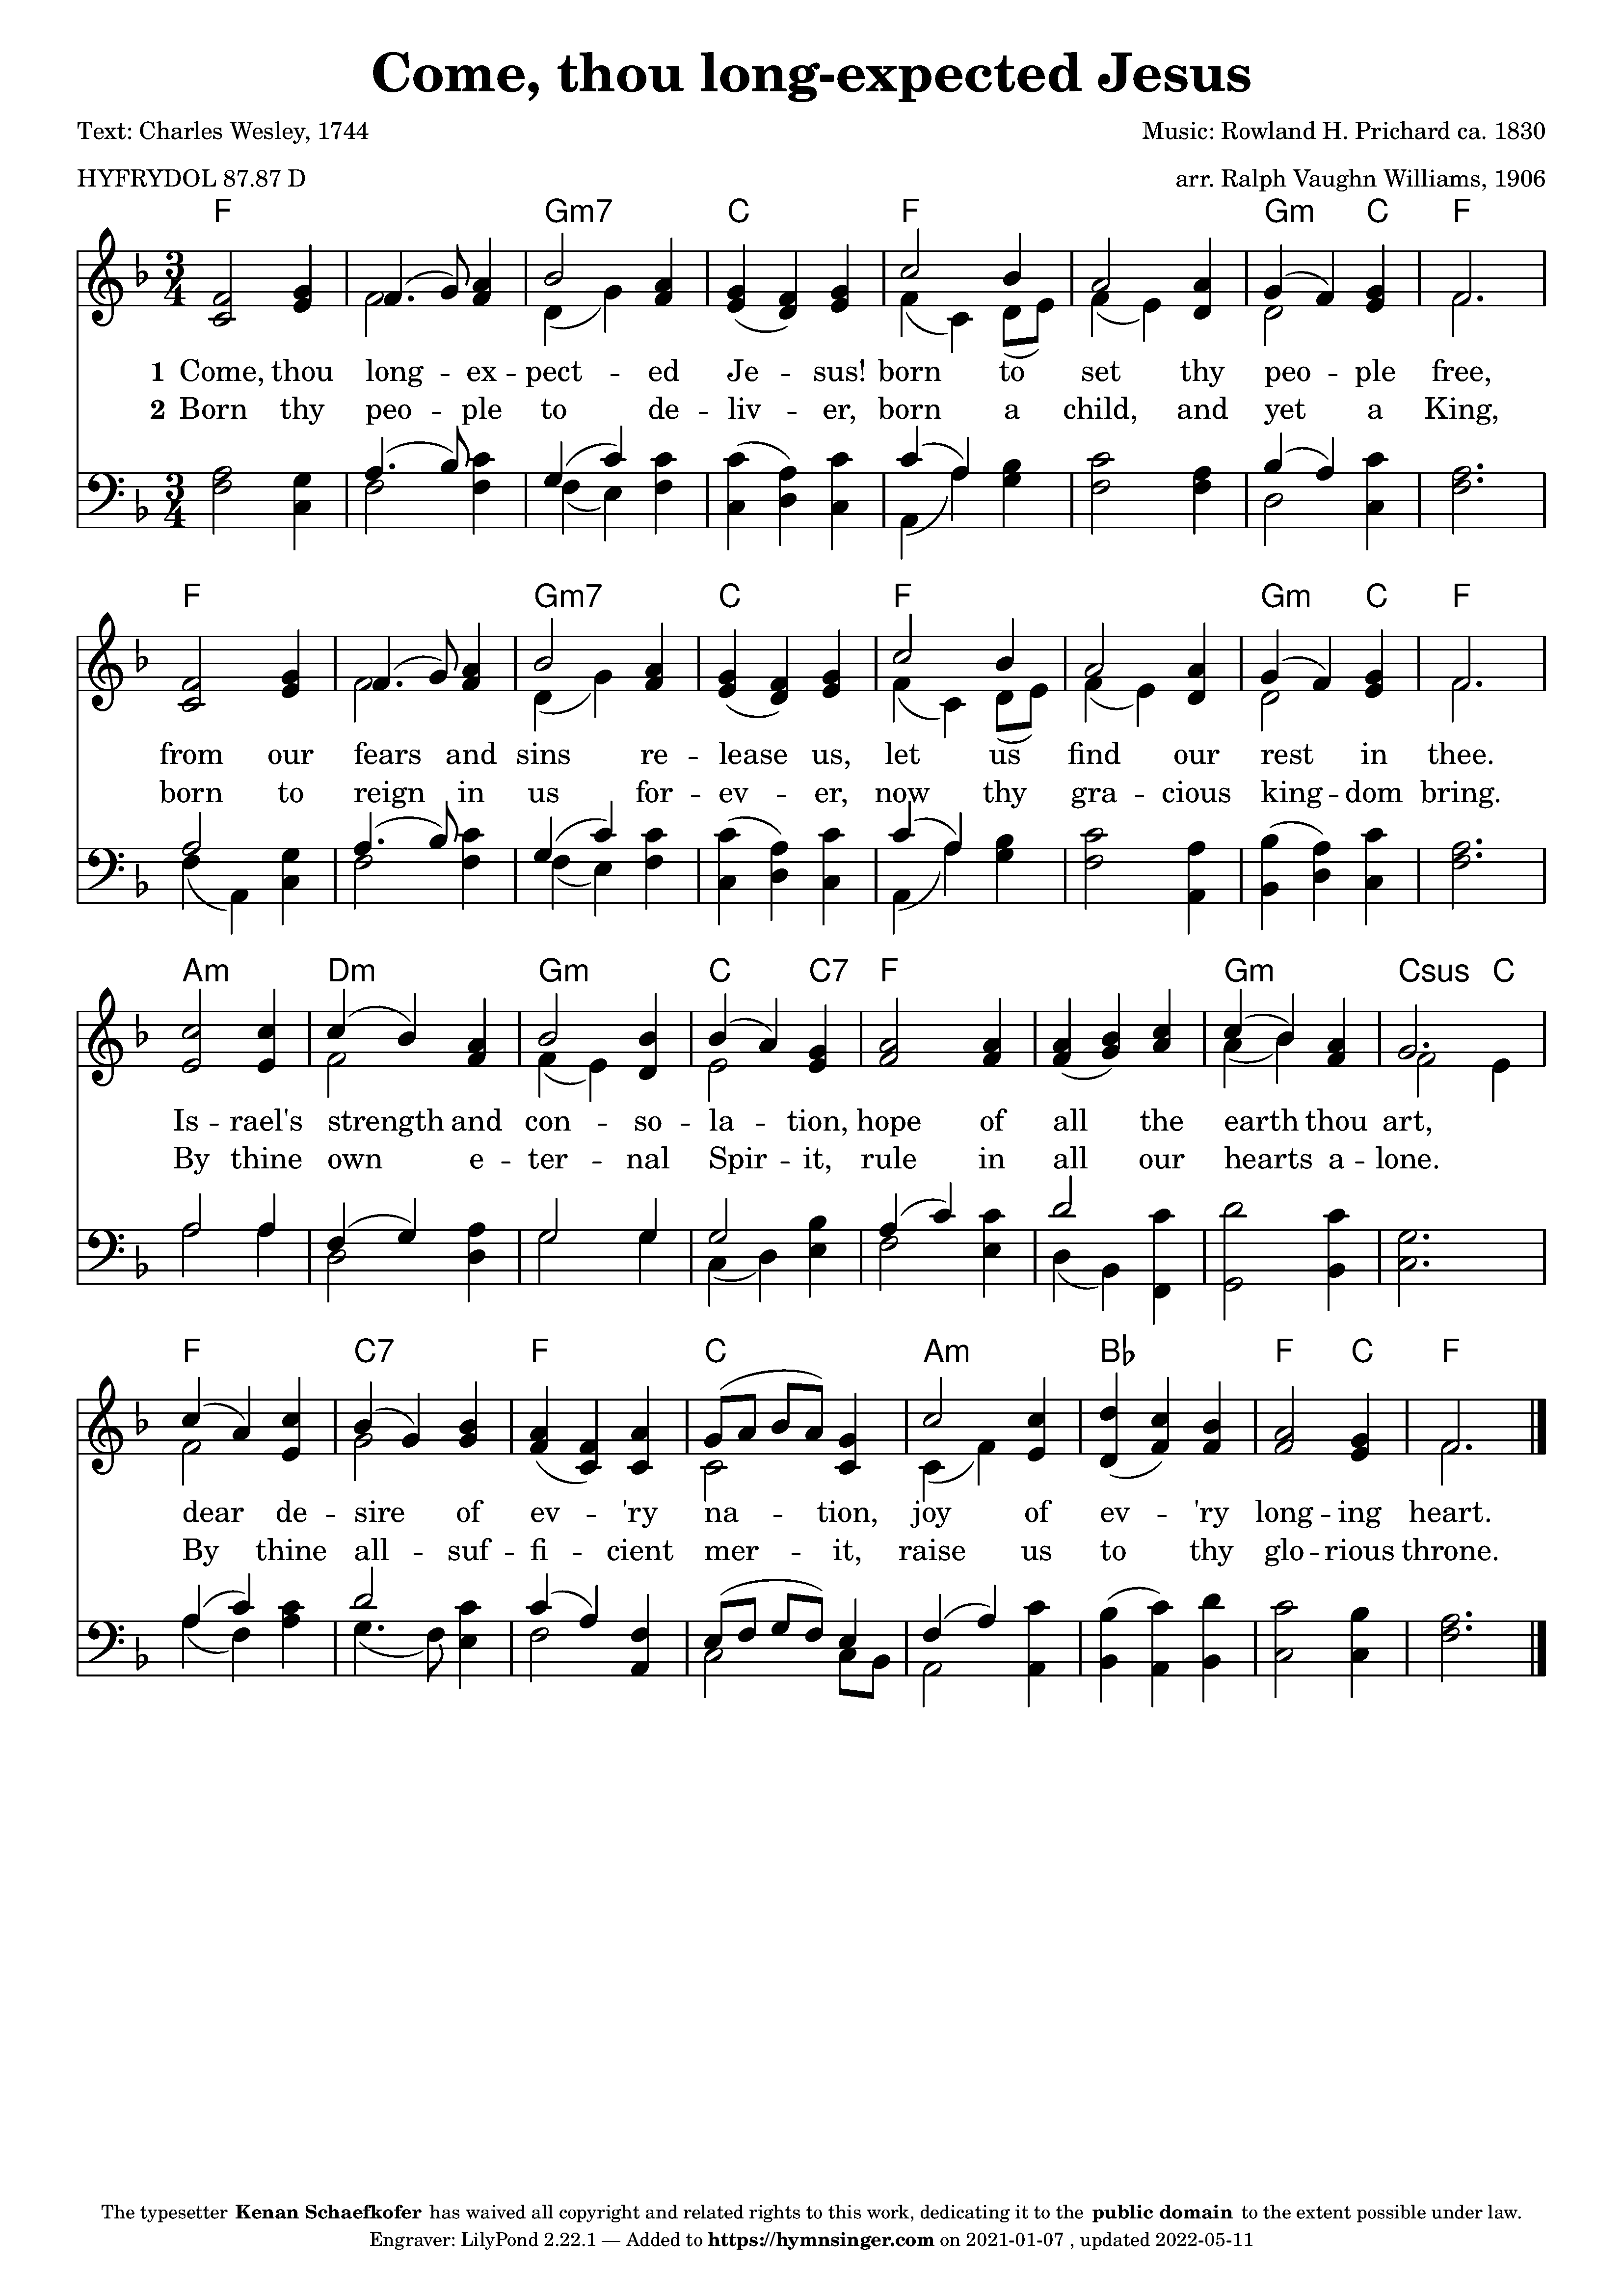 Come, thou long-expected Jesus
Text: Charles Wesley, 1744
Music: Rowland H. Prichard ca. 1830
HYFRYDOL 87.87 D
arr. Ralph Vaughn Williams, 1906
F Gm7 C F Gm C F
3 4
1 Come, thou long - ex - pect - ed Je - sus! born to set thy peo - ple free,
2 Born thy peo - ple to de - liv - er, born a child, and yet a King,
3 4
F Gm7 C F Gm C F
from our fears and sins re - lease us, let us find our rest in thee.
born to reign in us for - ev - er, now thy gra - cious king - dom bring.
Am Dm Gm C C7 F Gm Csus C
Is - rael's strength and con - so - la - tion, hope of all the earth thou art,
By thine own e - ter - nal Spir - it, rule in all our hearts a - lone.
F C7 F C Am B♭ F C F
dear de - sire of ev - 'ry na - tion, joy of ev - 'ry long - ing heart.
By thine all - suf - fi - cient mer - it, raise us to thy glo - rious throne.
The typesetter Kenan Schaefkofer has waived all copyright and related rights to this work, dedicating it to the public domain to the extent possible under law.
Engraver: LilyPond 2.22.1 — Added to https://hymnsinger.com on 2021-01-07 , updated 2022-05-11